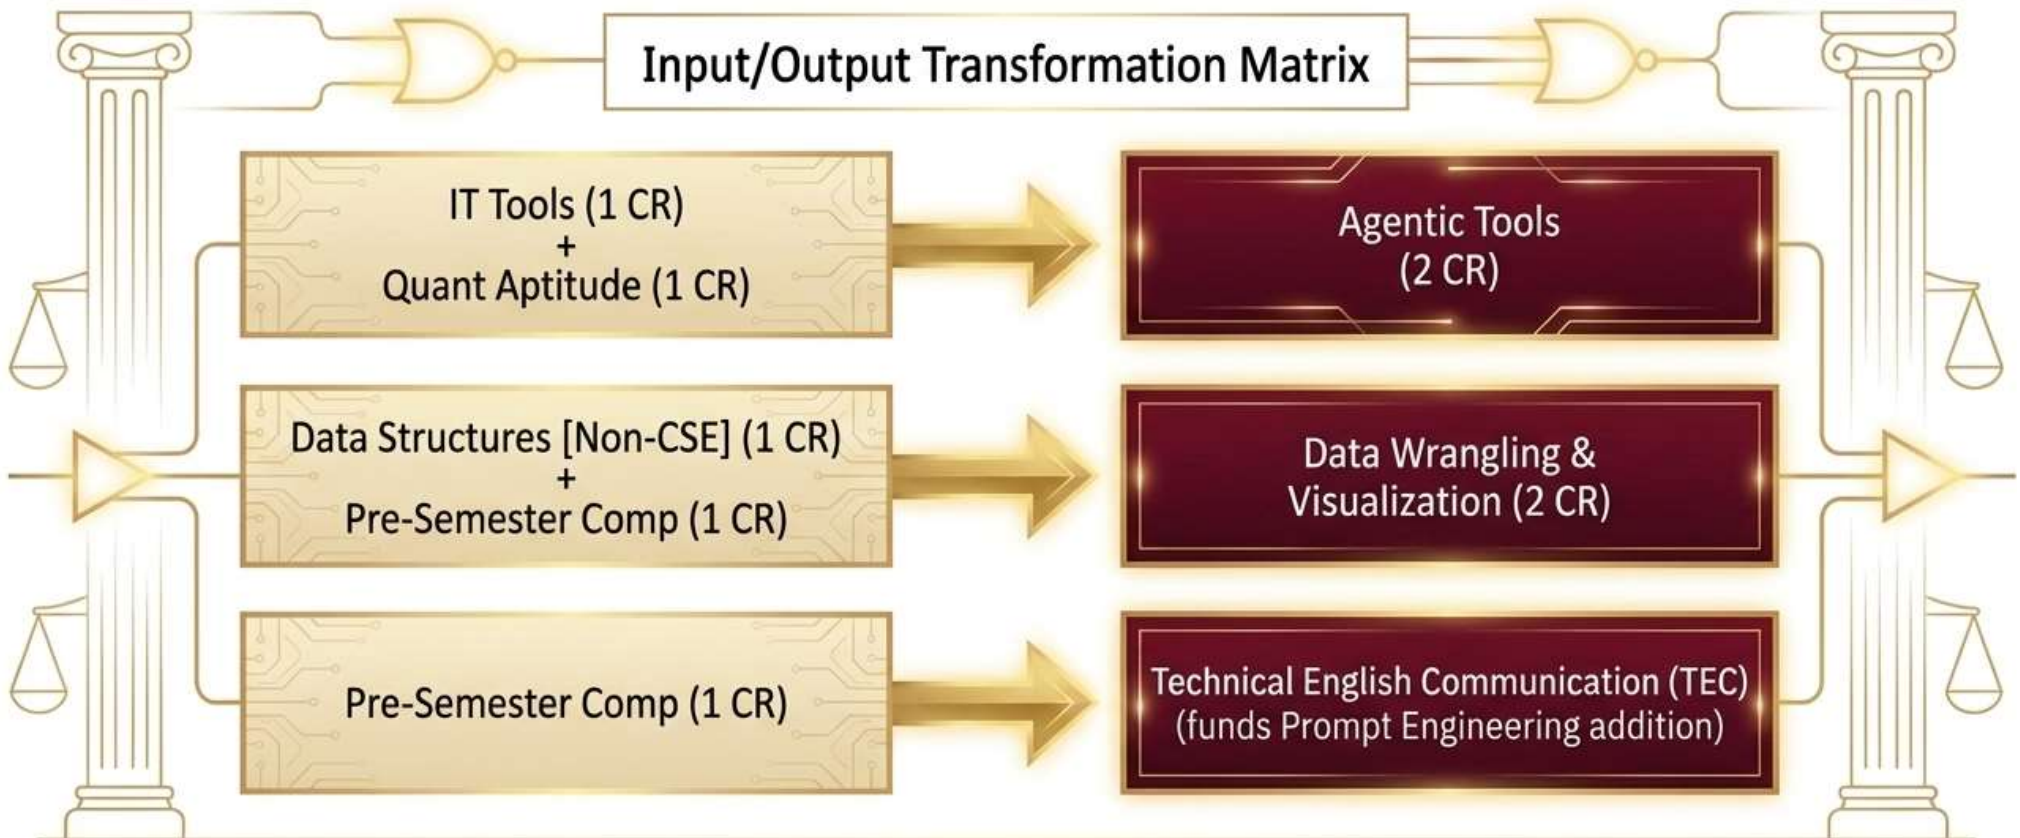 Input/Output Transformation Matrix
IT Tools (1 CR)
+
Quant Aptitude (1 CR)
Agentic Tools
(2 CR)
Data Structures [Non-CSE] (1 CR)
+
Pre-Semester Comp (1 CR)
Data Wrangling &
Visualization (2 CR)
Pre-Semester Comp (1 CR)
Technical English Communication (TEC)
(funds Prompt Engineering addition)